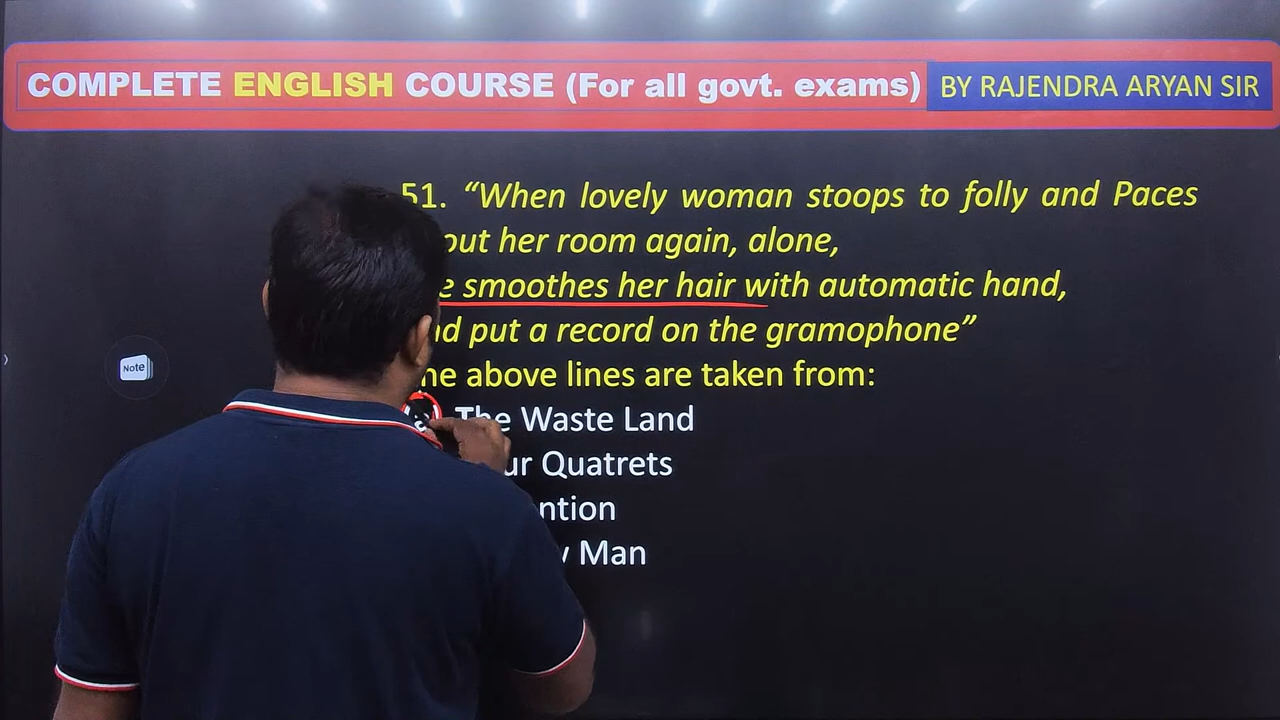 COMPLETE ENGLISH COURSE (For all govt. exams) BY RAJENDRA ARYAN SIR
51. “When lovely woman stoops to folly and Paces
her room again, alone,
smoothes her hair with automatic hand,
put a record on the gramophone”
above lines are taken from:
The Waste Land
Quatrets
Man
Note